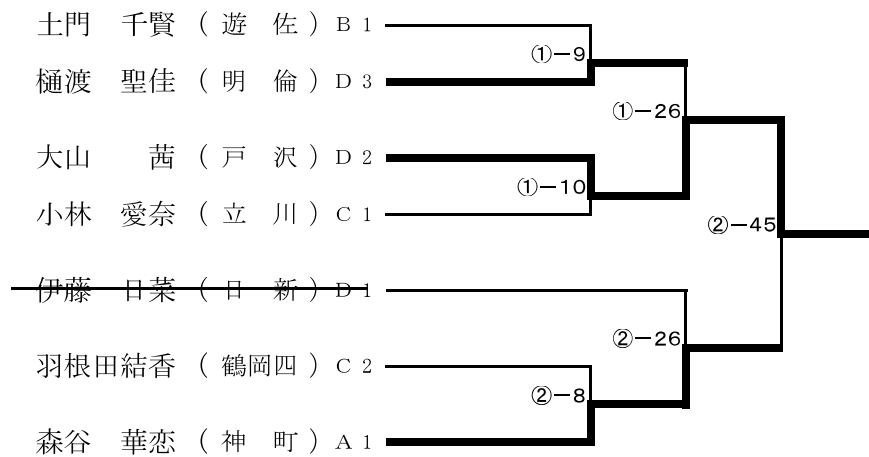 土門　千賢（遊　佐）B 1
①－9
樋渡　聖佳（明　倫）D 3
①－26
大山　　茜（戸　沢）D 2
①－10
小林　愛奈（立　川）C 1
②－45
伊藤　日菜（日　新）D 1
②－26
羽根田結香（鶴岡四）C 2
②－8
森谷　華恋（神　町）A 1